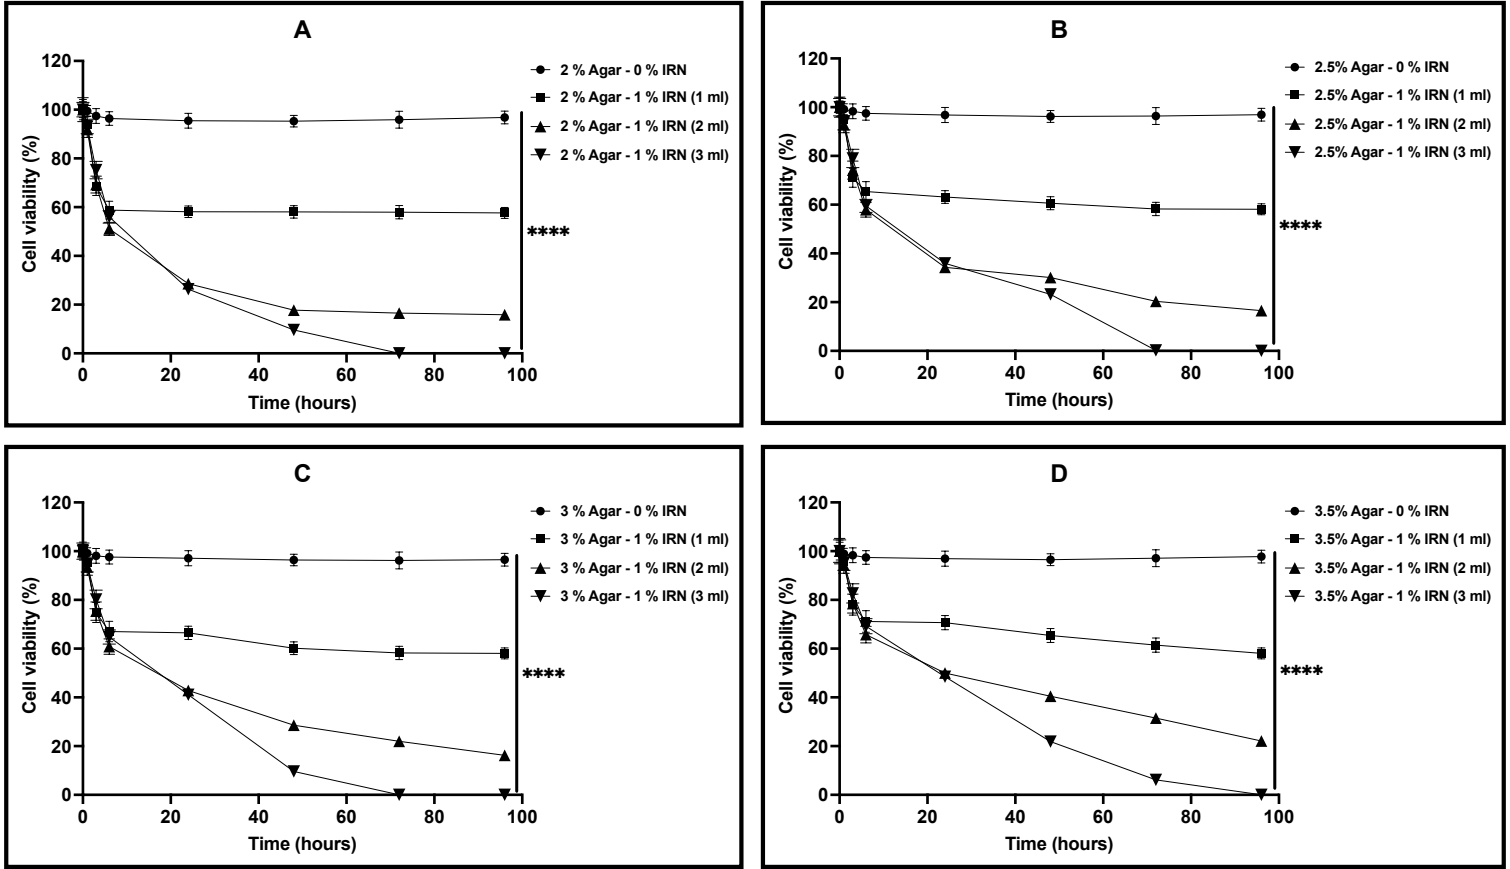 A
120
100
80
60
40
20
0
Cell viability (%)
0 20 40 60 80 100
Time (hours)
2 % Agar - 0 % IRN
2 % Agar - 1 % IRN (1 ml)
2 % Agar - 1 % IRN (2 ml)
2 % Agar - 1 % IRN (3 ml)
****
B
120
100
80
60
40
20
0
Cell viability (%)
0 20 40 60 80 100
Time (hours)
2.5% Agar - 0 % IRN
2.5% Agar - 1 % IRN (1 ml)
2.5% Agar - 1 % IRN (2 ml)
2.5% Agar - 1 % IRN (3 ml)
****
C
120
100
80
60
40
20
0
Cell viability (%)
0 20 40 60 80 100
Time (hours)
3 % Agar - 0 % IRN
3 % Agar - 1 % IRN (1 ml)
3 % Agar - 1 % IRN (2 ml)
3 % Agar - 1 % IRN (3 ml)
****
D
120
100
80
60
40
20
0
Cell viability (%)
0 20 40 60 80 100
Time (hours)
3.5% Agar - 0 % IRN
3.5% Agar - 1 % IRN (1 ml)
3.5% Agar - 1 % IRN (2 ml)
3.5% Agar - 1 % IRN (3 ml)
****